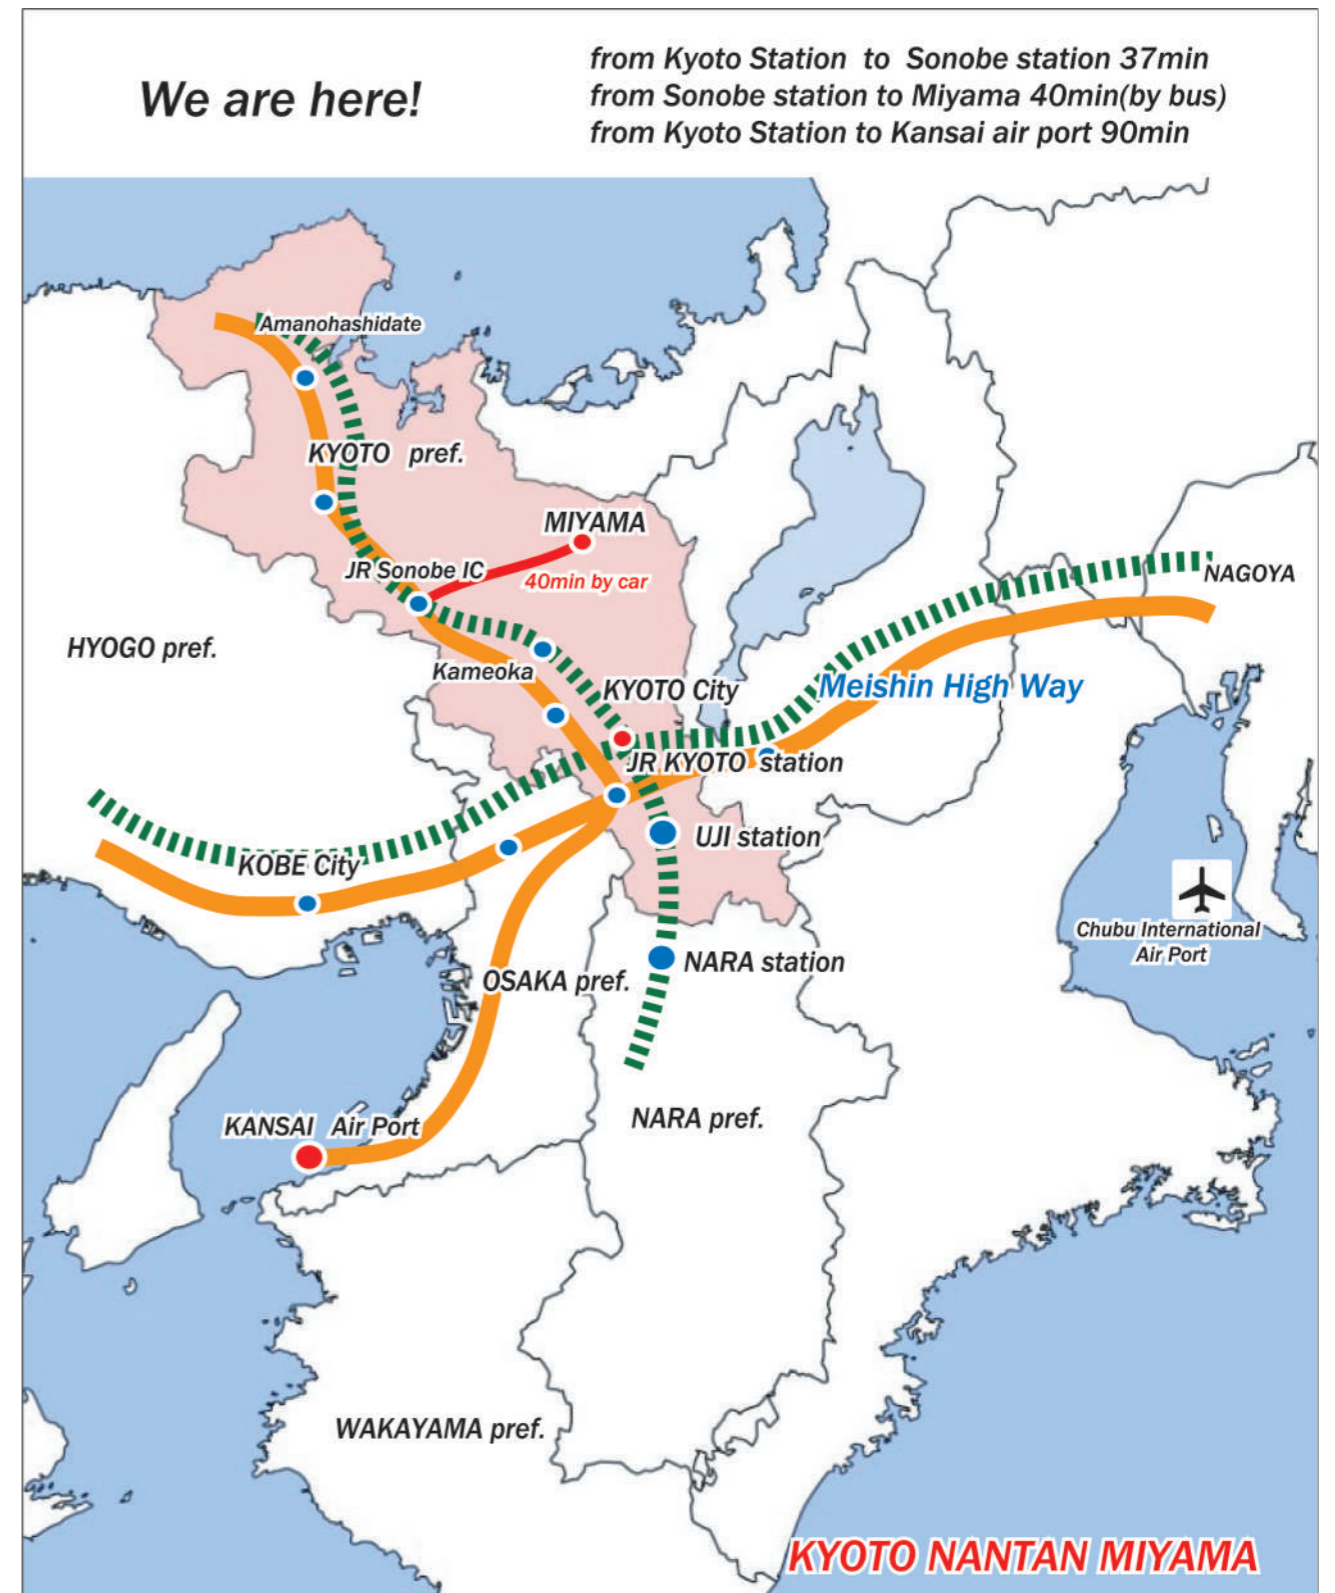 We are here!
from Kyoto Station to Sonobe station 37min
from Sonobe station to Miyama 40min(by bus)
from Kyoto Station to Kansai air port 90min
Amanohashidate
KYOTO pref.
MIYAMA
JR Sonobe IC
40min by car
NAGOYA
HYOGO pref.
Kameoka
KYOTO City
Meishin High Way
JR KYOTO station
UJI station
KOBE City
Chubu International
Air Port
NARA station
OSAKA pref.
KANSAI Air Port
NARA pref.
WAKAYAMA pref.
KYOTO NANTAN MIYAMA